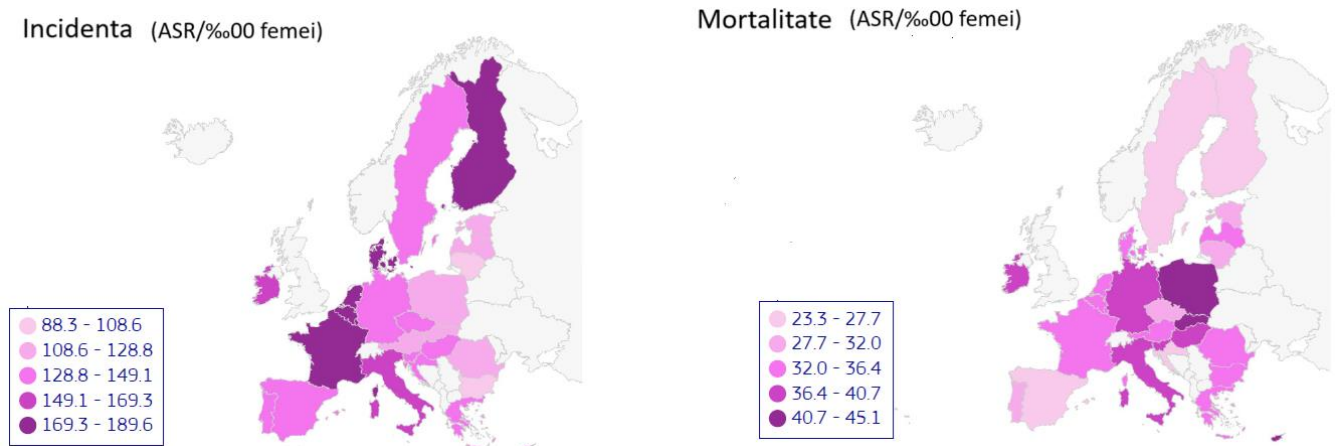 Incidenta (ASR/‰00 femei)
88.3 - 108.6
108.6 - 128.8
128.8 - 149.1
149.1 - 169.3
169.3 - 189.6
Mortalitate (ASR/‰00 femei)
23.3 - 27.7
27.7 - 32.0
32.0 - 36.4
36.4 - 40.7
40.7 - 45.1